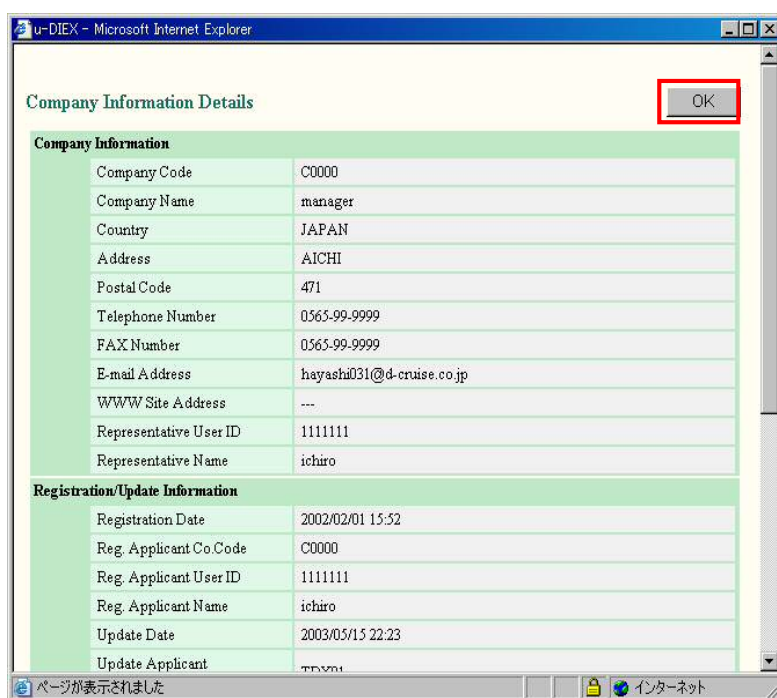 u-DIEX - Microsoft Internet Explorer
Company Information Details
OK
Company Information
Company Code C0000
Company Name manager
Country JAPAN
Address AICHI
Postal Code 471
Telephone Number 0565-99-9999
FAX Number 0565-99-9999
E-mail Address hayashi031@d-cruise.co.jp
WWW Site Address ---
Representative User ID 1111111
Representative Name ichiro
Registration/Update Information
Registration Date 2002/02/01 15:52
Reg. Applicant Co.Code C0000
Reg. Applicant User ID 1111111
Reg. Applicant Name ichiro
Update Date 2003/05/15 22:23
Update Applicant
ページが表示されました インターネット